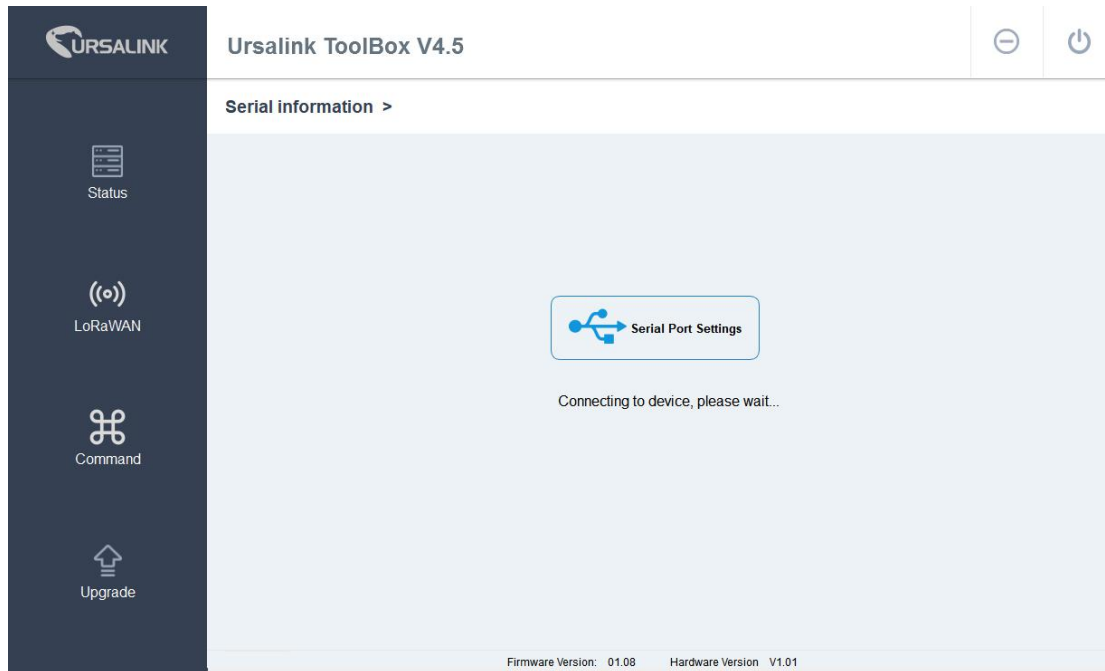 URSALINK
Ursalink ToolBox V4.5
Serial information >
Status
LoRaWAN
Command
Upgrade
Serial Port Settings
Connecting to device, please wait...
Firmware Version: 01.08 Hardware Version V1.01